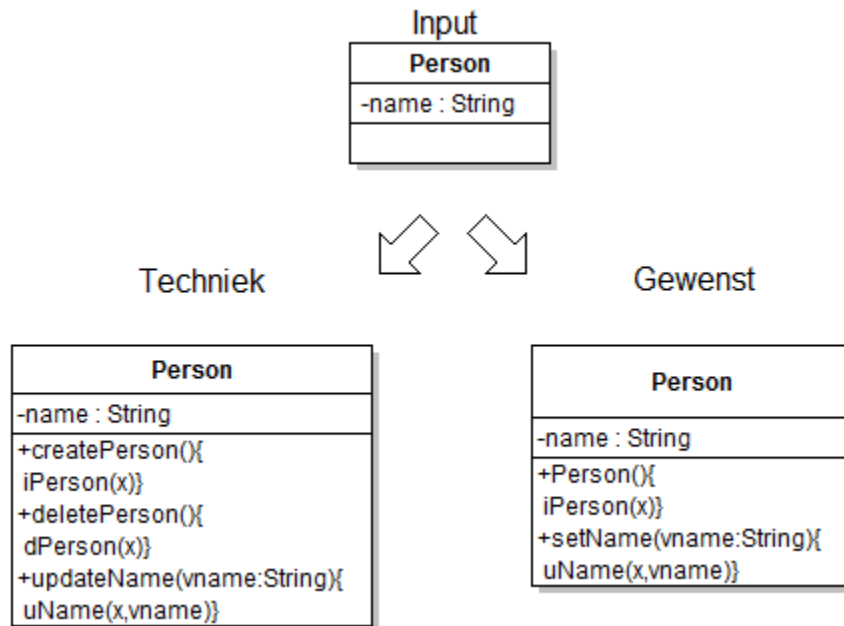 Input
Person
-name : String
Techniek
Gewenst
Person
-name : String
+createPerson(){
iPerson(x)}
+deletePerson(){
dPerson(x)}
+updateName(vname:String){
uName(x,vname)}
Person
-name : String
+Person(){
iPerson(x)}
+setName(vname:String){
uName(x,vname)}